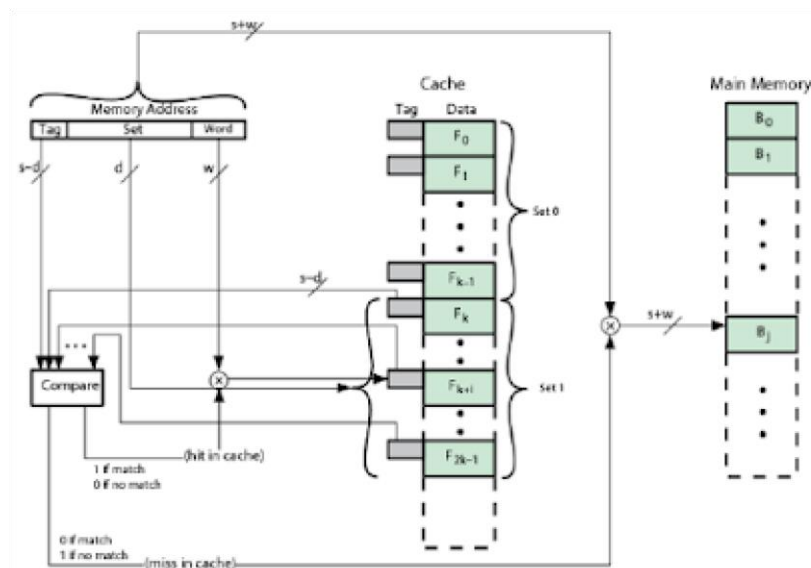 s+w
Cache
Main Memory
Memory Address
Tag Data
Tag Set Word
F0
B0
s–d
d
w
F1
B1
Set 0
s–d
Fk–1
Fk
s+w
Bj
Compare
Fk+i
Set 1
(hit in cache)
1 if match
0 if no match
F2k–1
0 if match
1 if no match
(miss in cache)